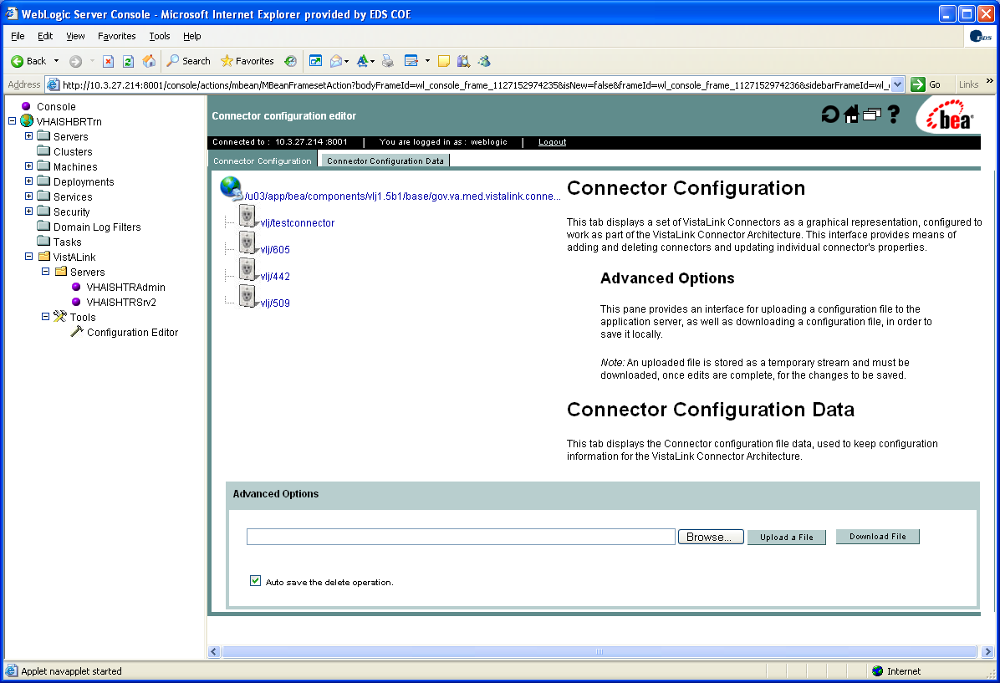 WebLogic Server Console - Microsoft Internet Explorer provided by EDS COE
File Edit View Favorites Tools Help
EDS
Back Search Favorites
Address http://10.3.27.214:8001/console/actions/mbean/MBeanFramesetAction?bodyFrameId=wl_console_frame_1127152974235&isNew=false&frameId=wl_console_frame_1127152974236&sidebarFrameId=wl_ Go Links »
Console
VHAISHBRTrn
Servers
Clusters
Machines
Deployments
Services
Security
Domain Log Filters
Tasks
VistALink
Servers
VHAISHTRAdmin
VHAISHTRSrv2
Tools
Configuration Editor
Connector configuration editor
?
bea
Connected to : 10.3.27.214 :8001 | You are logged in as : weblogic | Logout
Connector Configuration Connector Configuration Data
/u03/app/bea/components/vlj1.5b1/base/gov.va.med.vistalink.conne...
vlj/testconnector
vlj/605
vlj/442
vlj/509
Connector Configuration
This tab displays a set of VistaLink Connectors as a graphical representation, configured to
work as part of the VistaLink Connector Architecture. This interface provides means of
adding and deleting connectors and updating individual connector's properties.
Advanced Options
This pane provides an interface for uploading a configuration file to the
application server, as well as downloading a configuration file, in order to
save it locally.
Note: An uploaded file is stored as a temporary stream and must be
downloaded, once edits are complete, for the changes to be saved.
Connector Configuration Data
This tab displays the Connector configuration file data, used to keep configuration
information for the VistaLink Connector Architecture.
Advanced Options
Browse... Upload a File Download File
Auto save the delete operation.
Applet navapplet started Internet